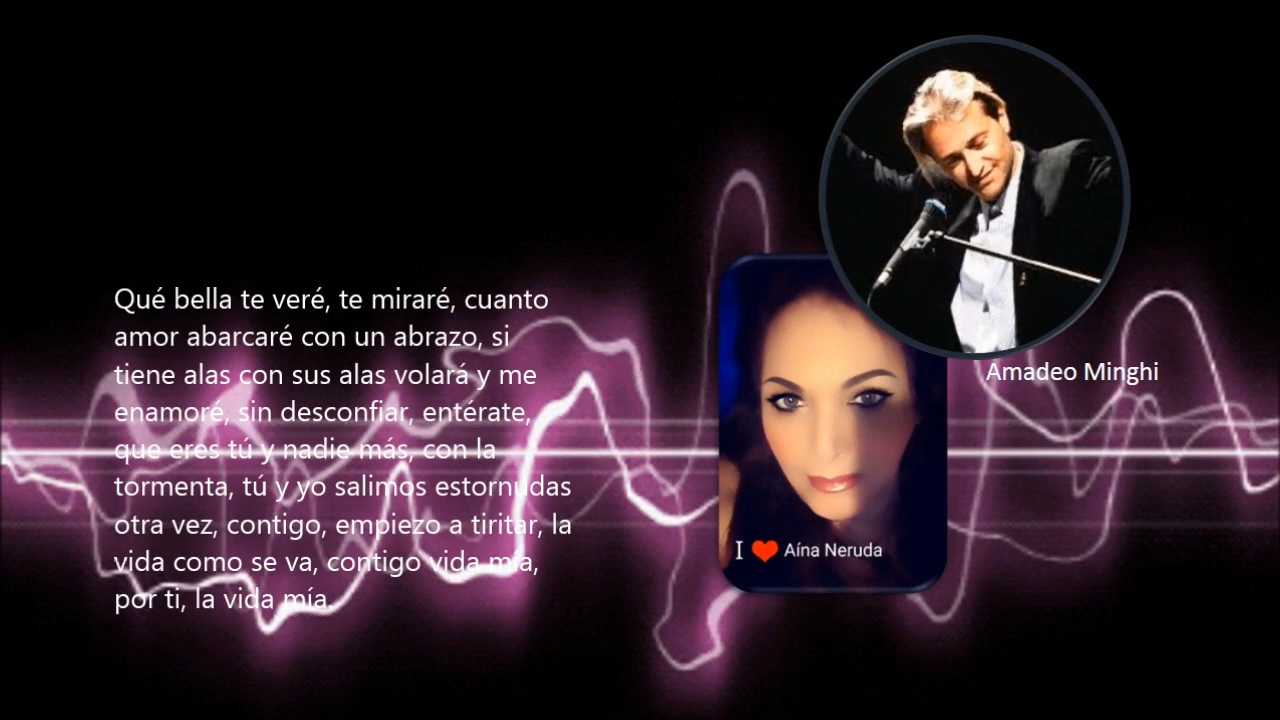 Qué bella te veré, te miraré, cuanto
amor abarcaré con un abrazo, si
tiene alas con sus alas volará y me
enamoré, sin desconfiar, entérate,
que eres tú y nadie más, con la
tormenta, tú y yo salimos estornudas
otra vez, contigo, empiezo a tiritar, la
vida como se va, contigo vida mía,
por ti, la vida mía.
Amadeo Minghi
I ❤ Aína Neruda